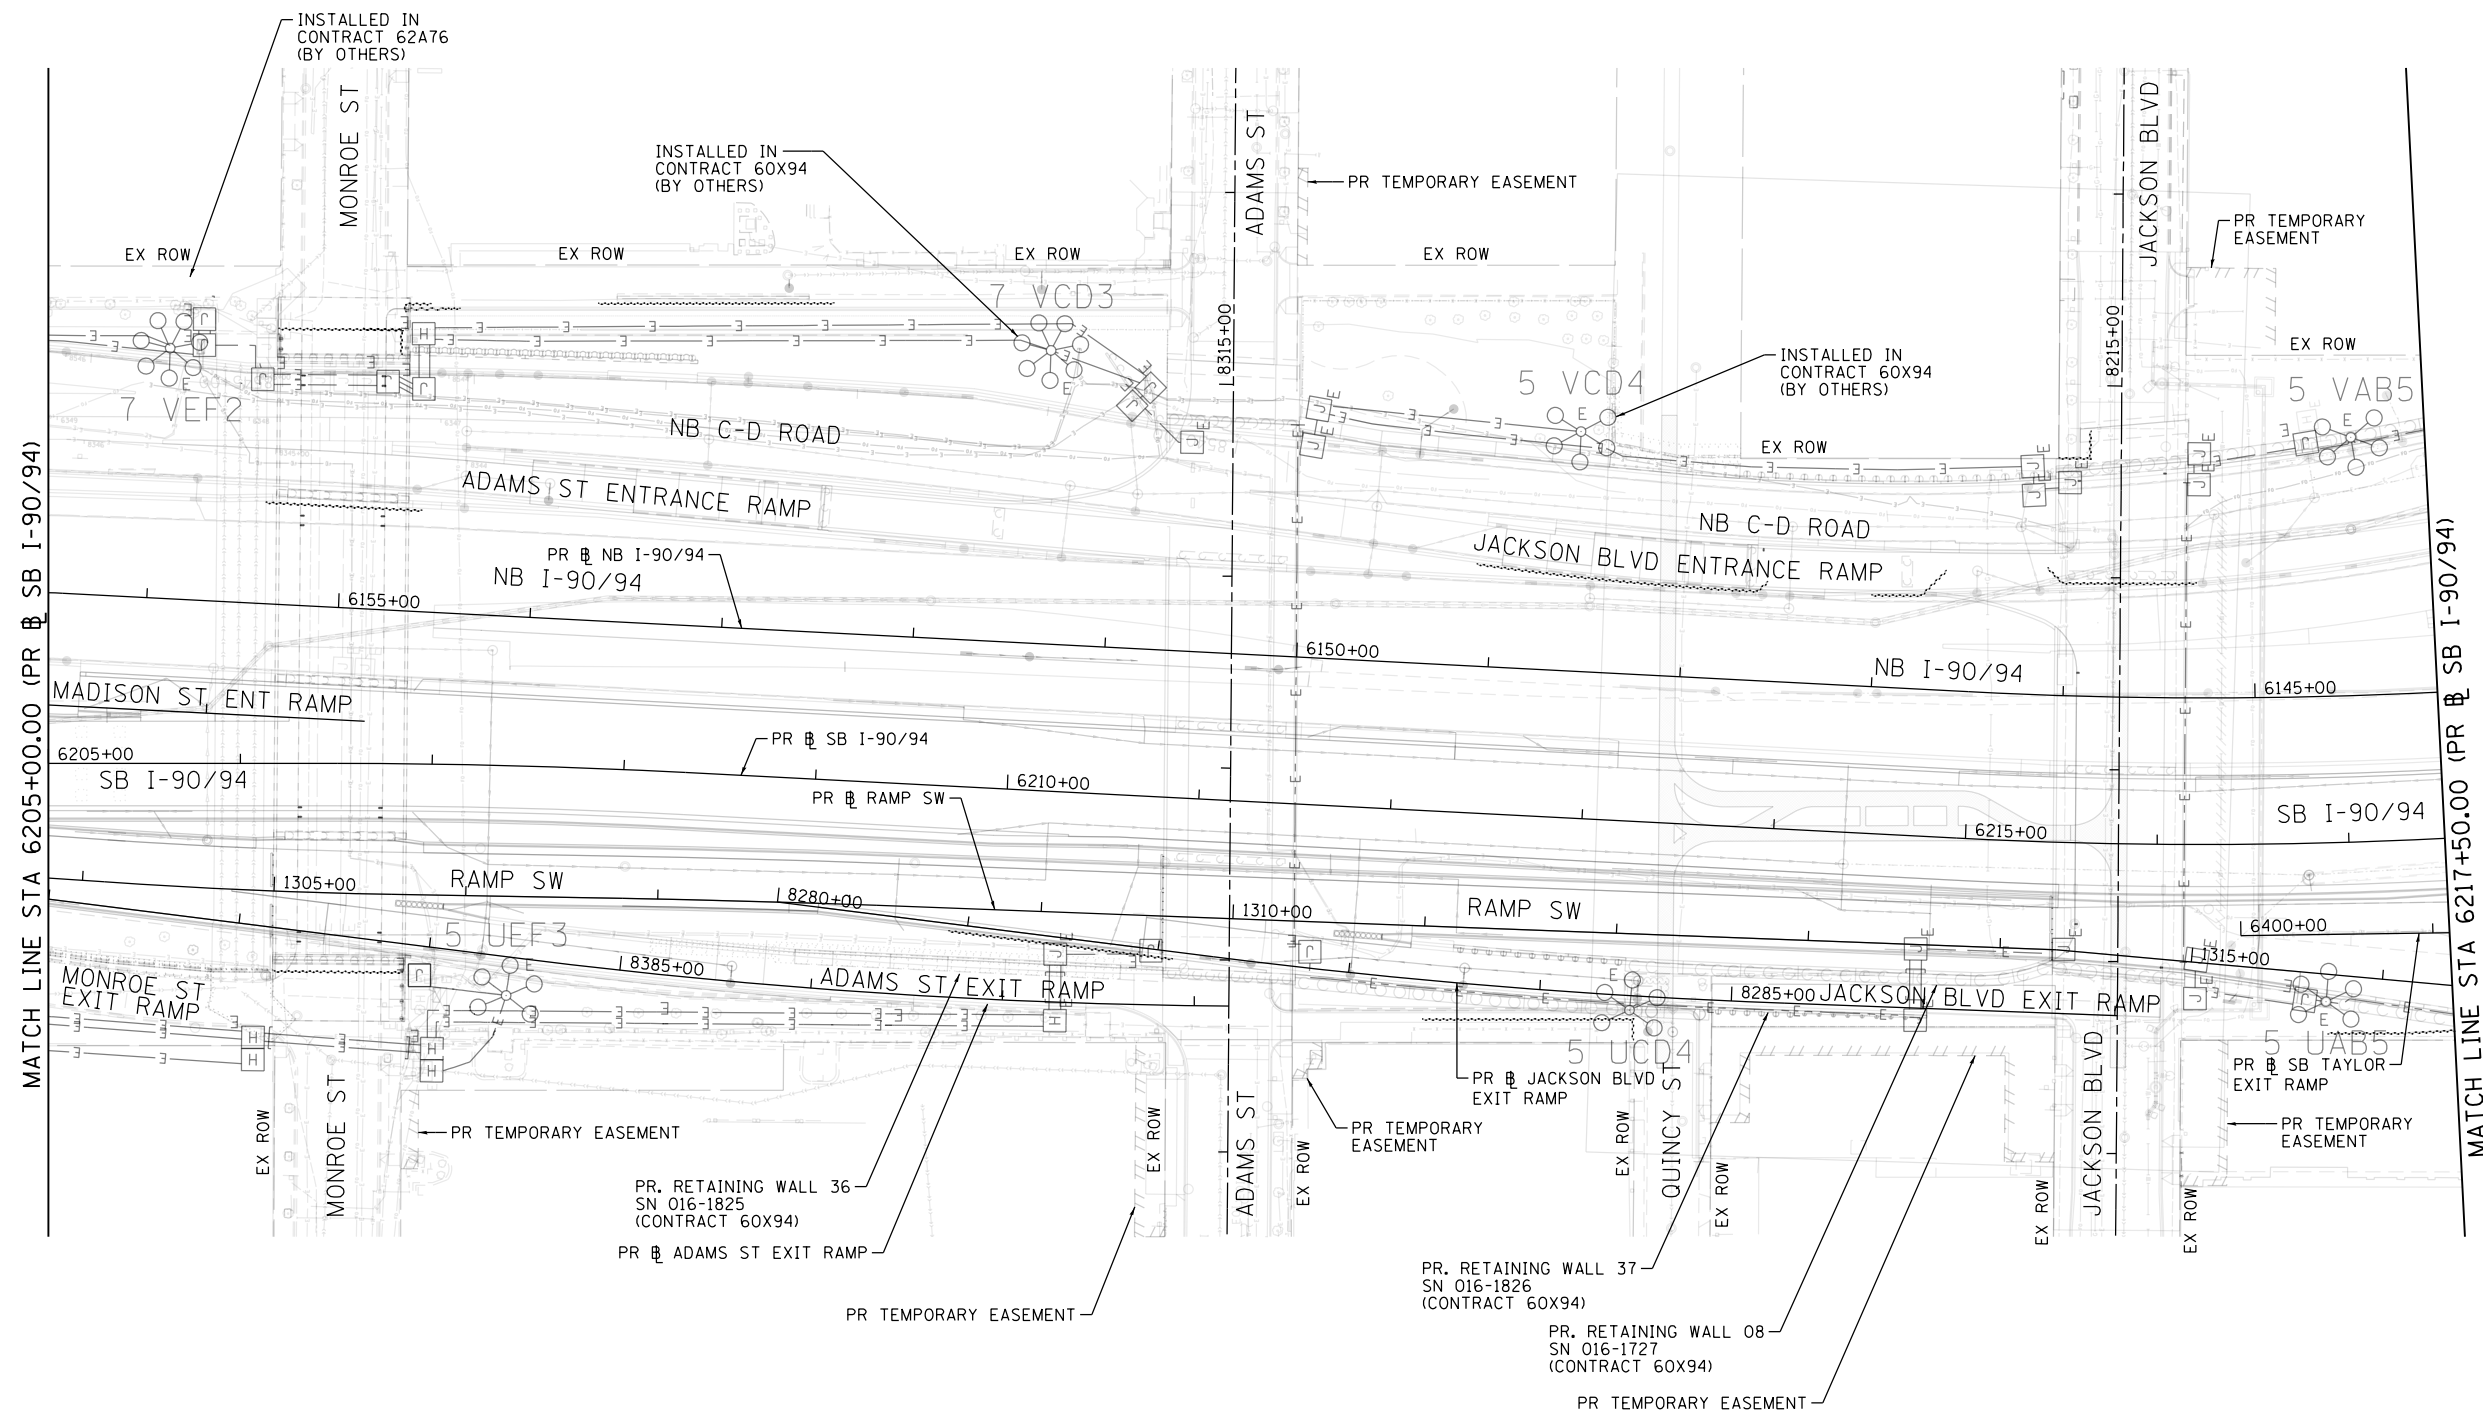 INSTALLED IN
CONTRACT 62A76
(BY OTHERS)
MONROE ST
INSTALLED IN
CONTRACT 60X94
(BY OTHERS)
ADAMS ST
PR TEMPORARY EASEMENT
JACKSON BLVD
PR TEMPORARY
EASEMENT
EX ROW
EX ROW
EX ROW
EX ROW
EX ROW
7 VEF2
7 VCD3
8315+00
5 VCD4
INSTALLED IN
CONTRACT 60X94
(BY OTHERS)
8215+00
5 VAB5
EX ROW
NB C-D ROAD
ADAMS ST ENTRANCE RAMP
NB C-D ROAD
JACKSON BLVD ENTRANCE RAMP
PR BL NB I-90/94
NB I-90/94
6155+00
6150+00
NB I-90/94
6145+00
MADISON ST ENT RAMP
6205+00
SB I-90/94
PR BL SB I-90/94
6210+00
PR BL RAMP SW
6215+00
SB I-90/94
MATCH LINE STA 6205+00.00 (PR BL SB I-90/94)
MATCH LINE STA 6217+50.00 (PR BL SB I-90/94)
1305+00
RAMP SW
8280+00
1310+00
RAMP SW
6400+00
1315+00
5 UEF3
8385+00
ADAMS ST EXIT RAMP
MONROE ST
EXIT RAMP
8285+00
JACKSON BLVD EXIT RAMP
5 UCD4
5 UAB5
PR BL JACKSON BLVD
EXIT RAMP
PR BL SB TAYLOR
EXIT RAMP
EX ROW
MONROE ST
PR TEMPORARY EASEMENT
EX ROW
ADAMS ST
EX ROW
PR TEMPORARY
EASEMENT
EX ROW
QUINCY ST
EX ROW
EX ROW
JACKSON BLVD
EX ROW
PR TEMPORARY
EASEMENT
PR. RETAINING WALL 36
SN 016-1825
(CONTRACT 60X94)
PR BL ADAMS ST EXIT RAMP
PR TEMPORARY EASEMENT
PR. RETAINING WALL 37
SN 016-1826
(CONTRACT 60X94)
PR. RETAINING WALL 08
SN 016-1727
(CONTRACT 60X94)
PR TEMPORARY EASEMENT